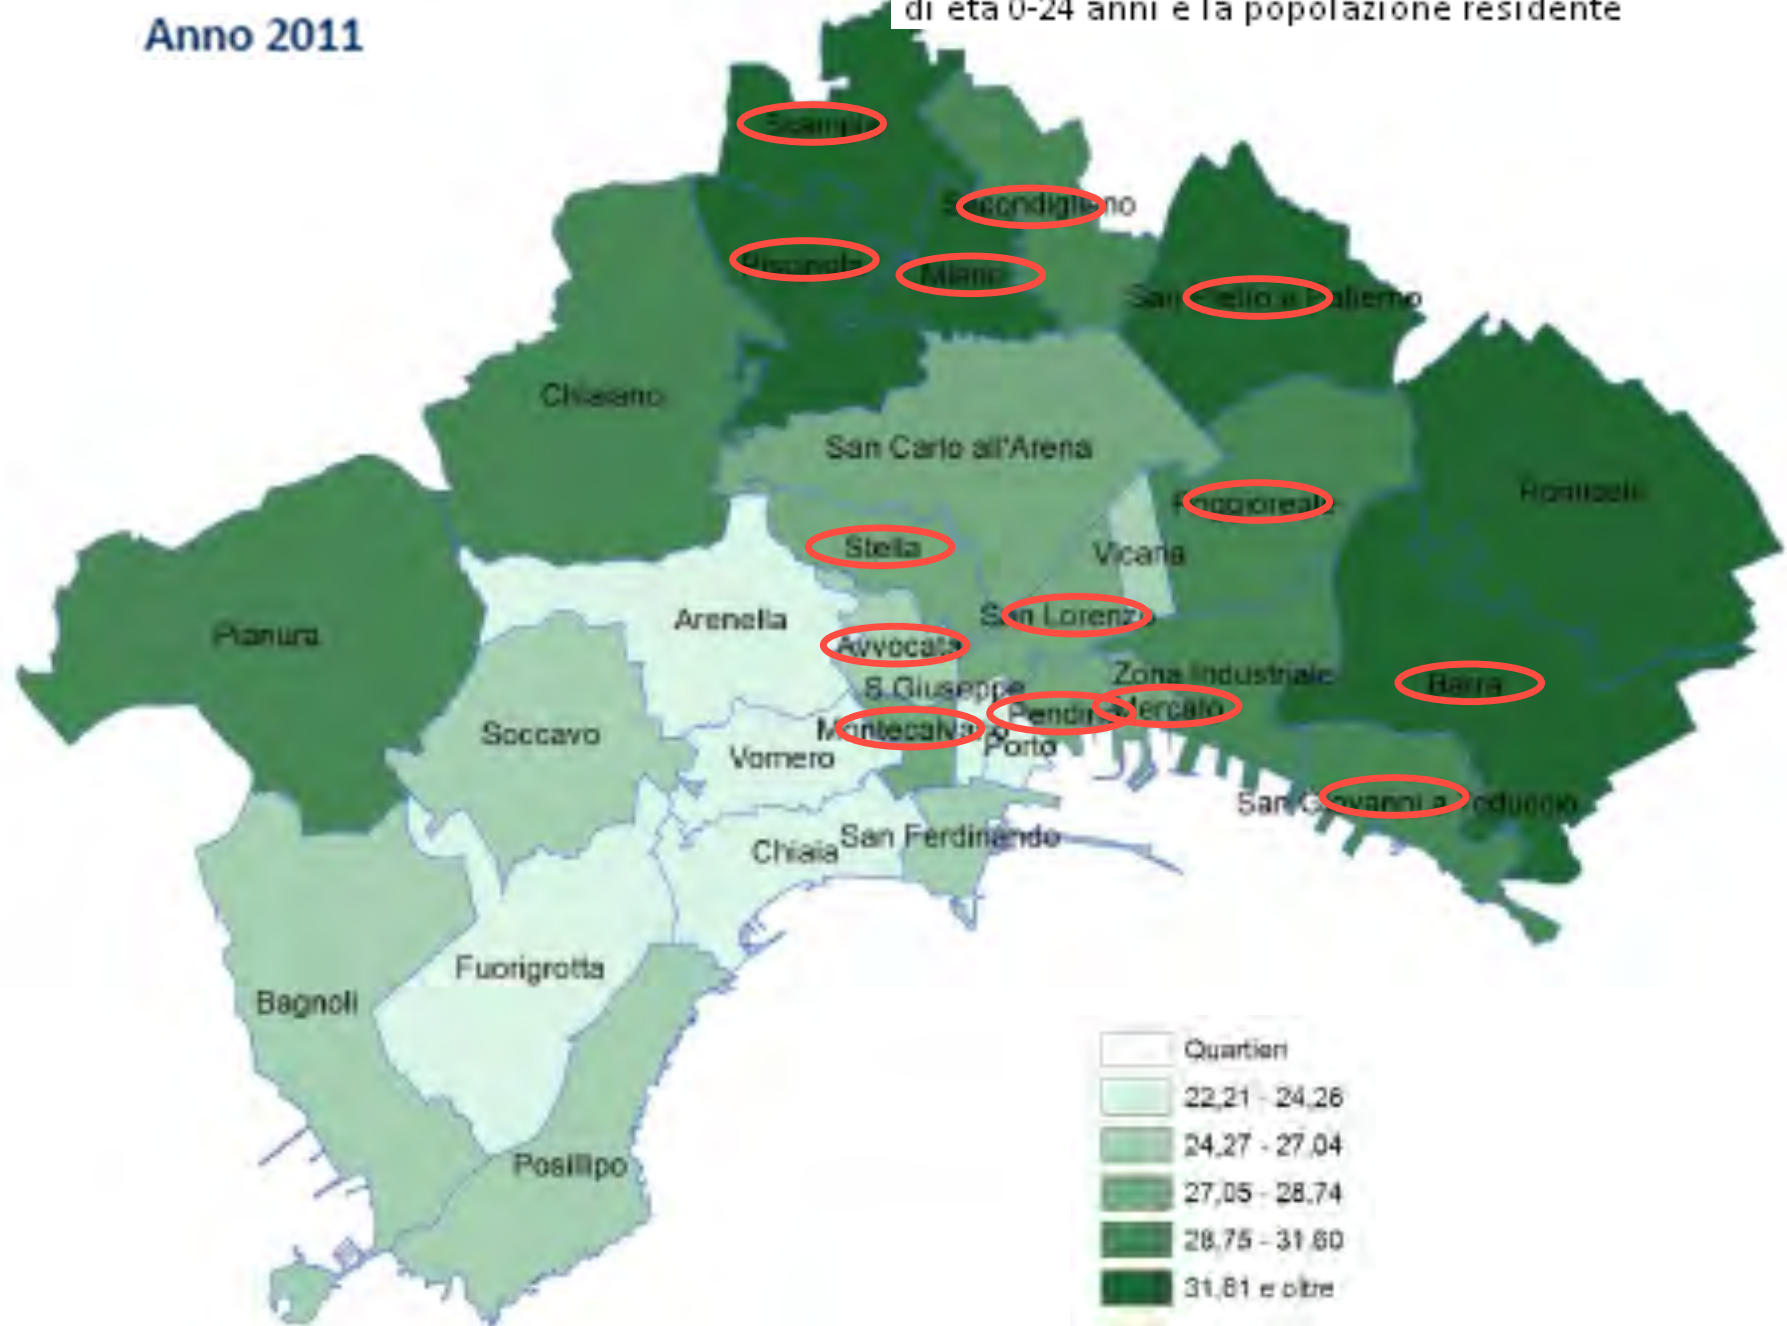 di età 0-24 anni e la popolazione residente
Anno 2011
Scampia
Secondigliano
Piscinola
Miano
San Pietro a Patierno
Chiaiano
San Carlo all'Arena
Ponticelli
Poggioreale
Stella
Vicaria
San Lorenzo
Arenella
Pianura
Avvocata
Zona Industriale
Barra
S.Giuseppe
Mercato
Pendino
Montecalvario
Soccavo
Porto
Vomero
San Giovanni a Teduccio
San Ferdinando
Chiaia
Fuorigrotta
Bagnoli
Posillipo
Quartieri
22,21 - 24,26
24,27 - 27,04
27,05 - 28,74
28,75 - 31,60
31,61 e oltre